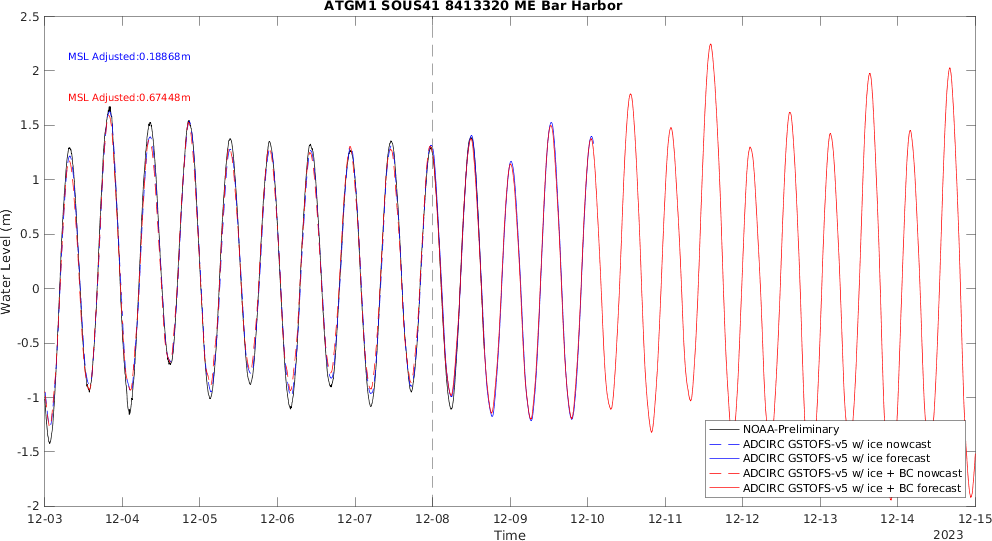 ATGM1 SOUS41 8413320 ME Bar Harbor
2.5
2
1.5
1
0.5
0
-0.5
-1
-1.5
-2
Water Level (m)
MSL Adjusted:0.18868m
MSL Adjusted:0.67448m
NOAA-Preliminary
ADCIRC GSTOFS-v5 w/ ice nowcast
ADCIRC GSTOFS-v5 w/ ice forecast
ADCIRC GSTOFS-v5 w/ ice + BC nowcast
ADCIRC GSTOFS-v5 w/ ice + BC forecast
12-03 12-04 12-05 12-06 12-07 12-08 12-09 12-10 12-11 12-12 12-13 12-14 12-15
Time
2023